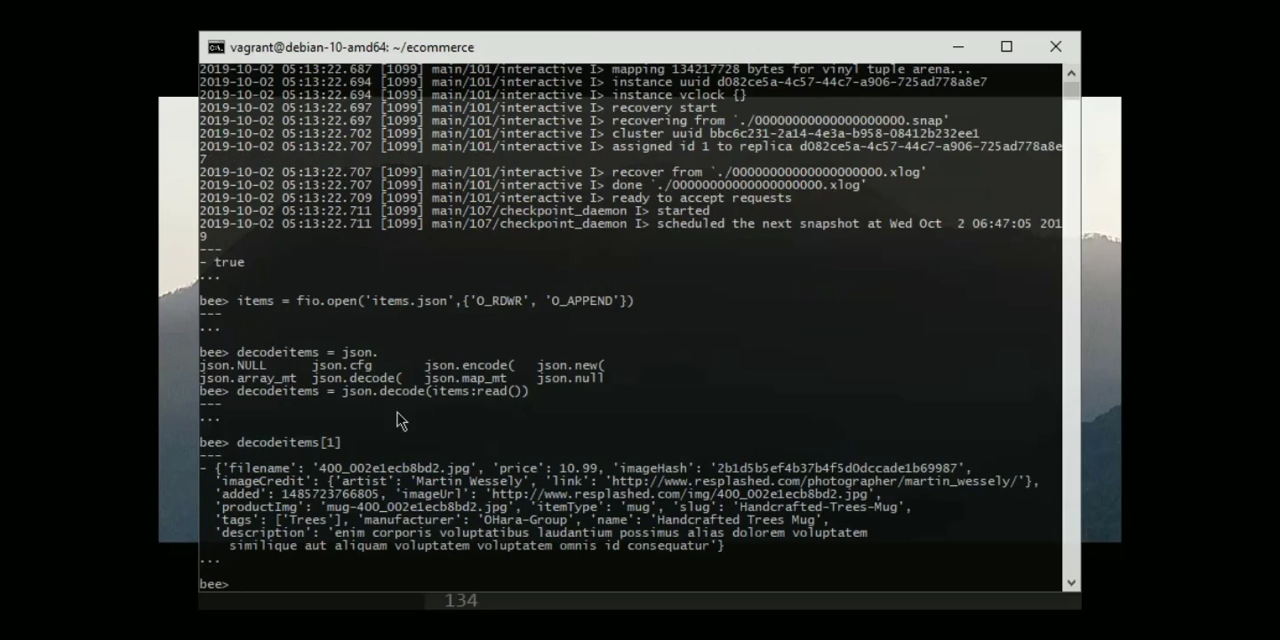 vagrant@debian-10-amd64: ~/ecommerce
2019-10-02 05:13:22.687 [1099] main/101/interactive I> mapping 134217728 bytes for vinyl tuple arena...
2019-10-02 05:13:22.694 [1099] main/101/interactive I> instance uuid d082ce5a-4c57-44c7-a906-725ad778a8e7
2019-10-02 05:13:22.694 [1099] main/101/interactive I> instance vclock {}
2019-10-02 05:13:22.697 [1099] main/101/interactive I> recovery start
2019-10-02 05:13:22.697 [1099] main/101/interactive I> recovering from `./00000000000000000000.snap'
2019-10-02 05:13:22.702 [1099] main/101/interactive I> cluster uuid bbc6c231-2a14-4e3a-b958-08412b232ee1
2019-10-02 05:13:22.707 [1099] main/101/interactive I> assigned id 1 to replica d082ce5a-4c57-44c7-a906-725ad778a8e
7
2019-10-02 05:13:22.707 [1099] main/101/interactive I> recover from `./00000000000000000000.xlog'
2019-10-02 05:13:22.707 [1099] main/101/interactive I> done `./00000000000000000000.xlog'
2019-10-02 05:13:22.709 [1099] main/101/interactive I> ready to accept requests
2019-10-02 05:13:22.711 [1099] main/107/checkpoint_daemon I> started
2019-10-02 05:13:22.711 [1099] main/107/checkpoint_daemon I> scheduled the next snapshot at Wed Oct  2 06:47:05 201
9
---
- true
...
bee> items = fio.open('items.json',{'O_RDWR', 'O_APPEND'})
---
...
bee> decodeitems = json.
json.NULL      json.cfg       json.encode(   json.new(
json.array_mt  json.decode(   json.map_mt    json.null
bee> decodeitems = json.decode(items:read())
---
...
bee> decodeitems[1]
---
- {'filename': '400_002e1ecb8bd2.jpg', 'price': 10.99, 'imageHash': '2b1d5b5ef4b37b4f5d0dccade1b69987',
'imageCredit': {'artist': 'Martin Wessely', 'link': 'http://www.resplashed.com/photographer/martin_wessely/'},
'added': 1485723766805, 'imageUrl': 'http://www.resplashed.com/img/400_002e1ecb8bd2.jpg',
'productImg': 'mug-400_002e1ecb8bd2.jpg', 'itemType': 'mug', 'slug': 'Handcrafted-Trees-Mug',
'tags': ['Trees'], 'manufacturer': 'OHara-Group', 'name': 'Handcrafted Trees Mug',
'description': 'enim corporis voluptatibus laudantium possimus alias dolorem voluptatem
similique aut aliquam voluptatem voluptatem omnis id consequatur'}
...
bee>
134